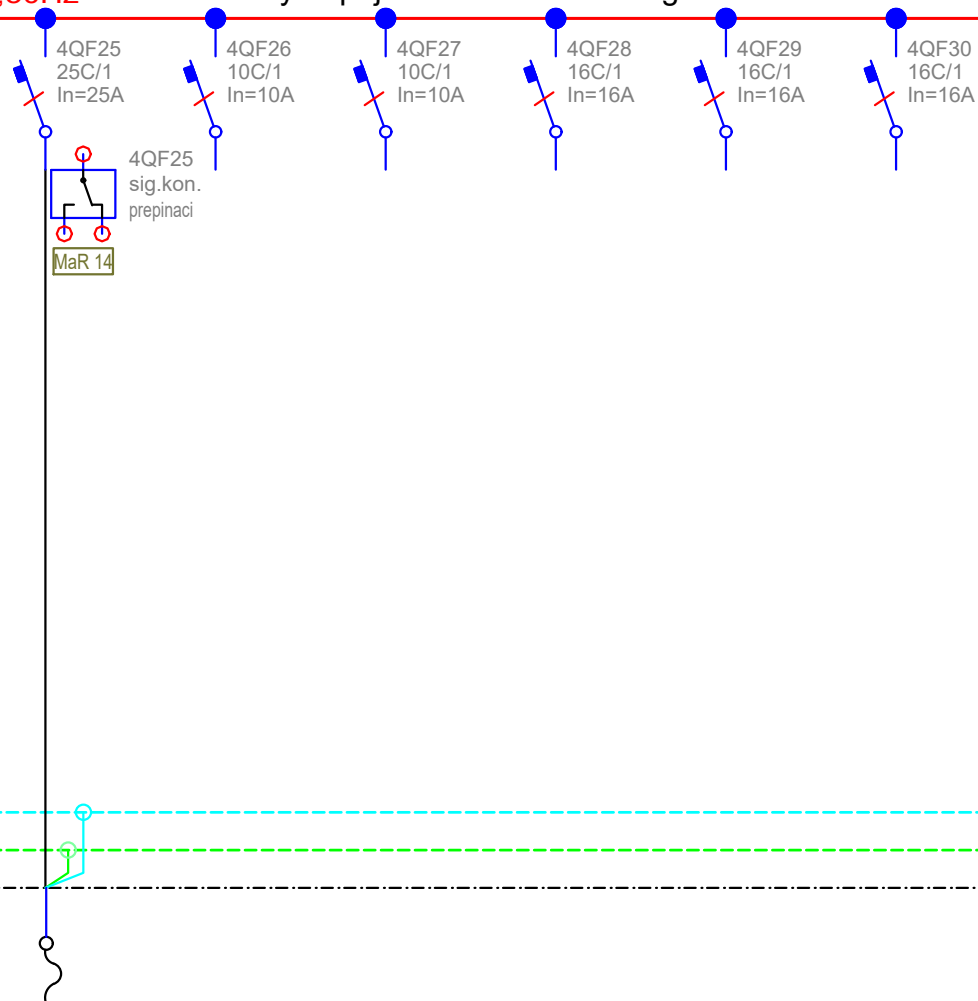 4QF25
25C/1
In=25A
4QF26
10C/1
In=10A
4QF27
10C/1
In=10A
4QF28
16C/1
In=16A
4QF29
16C/1
In=16A
4QF30
16C/1
In=16A
4QF25
sig.kon.
prepinaci
MaR 14